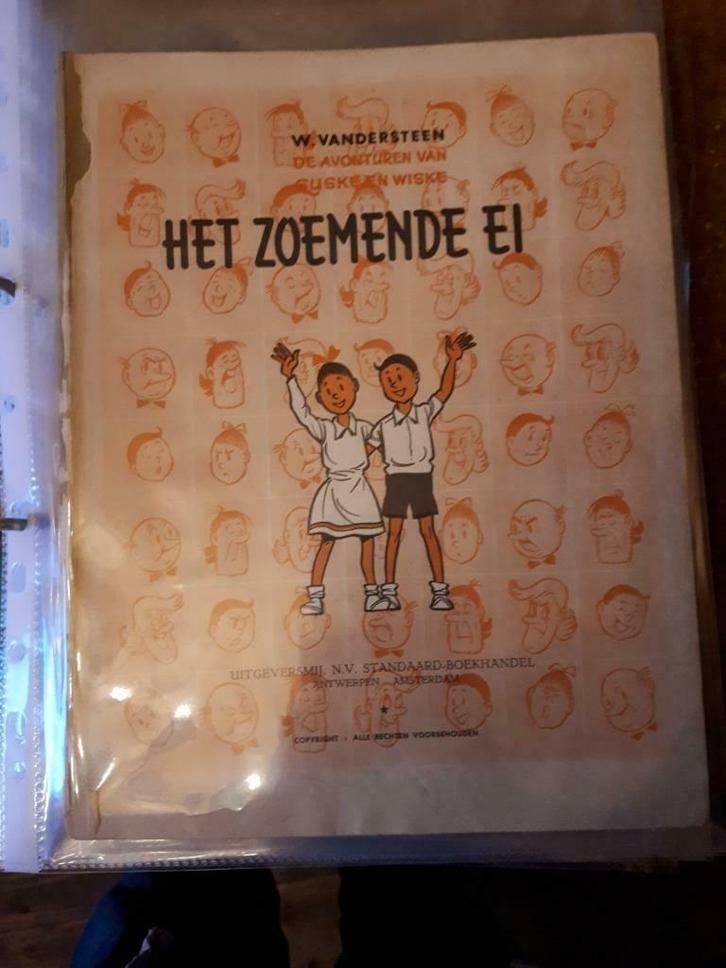 W. VANDERSTEEN
DE AVONTUREN VAN
SUSKE EN WISKE
HET ZOEMENDE EI
UITGEVERSMIJ. N.V. STANDAARD-BOEKHANDEL
ANTWERPEN - AMSTERDAM
★
COPYRIGHT - ALLE RECHTEN VOORBEHOUDEN